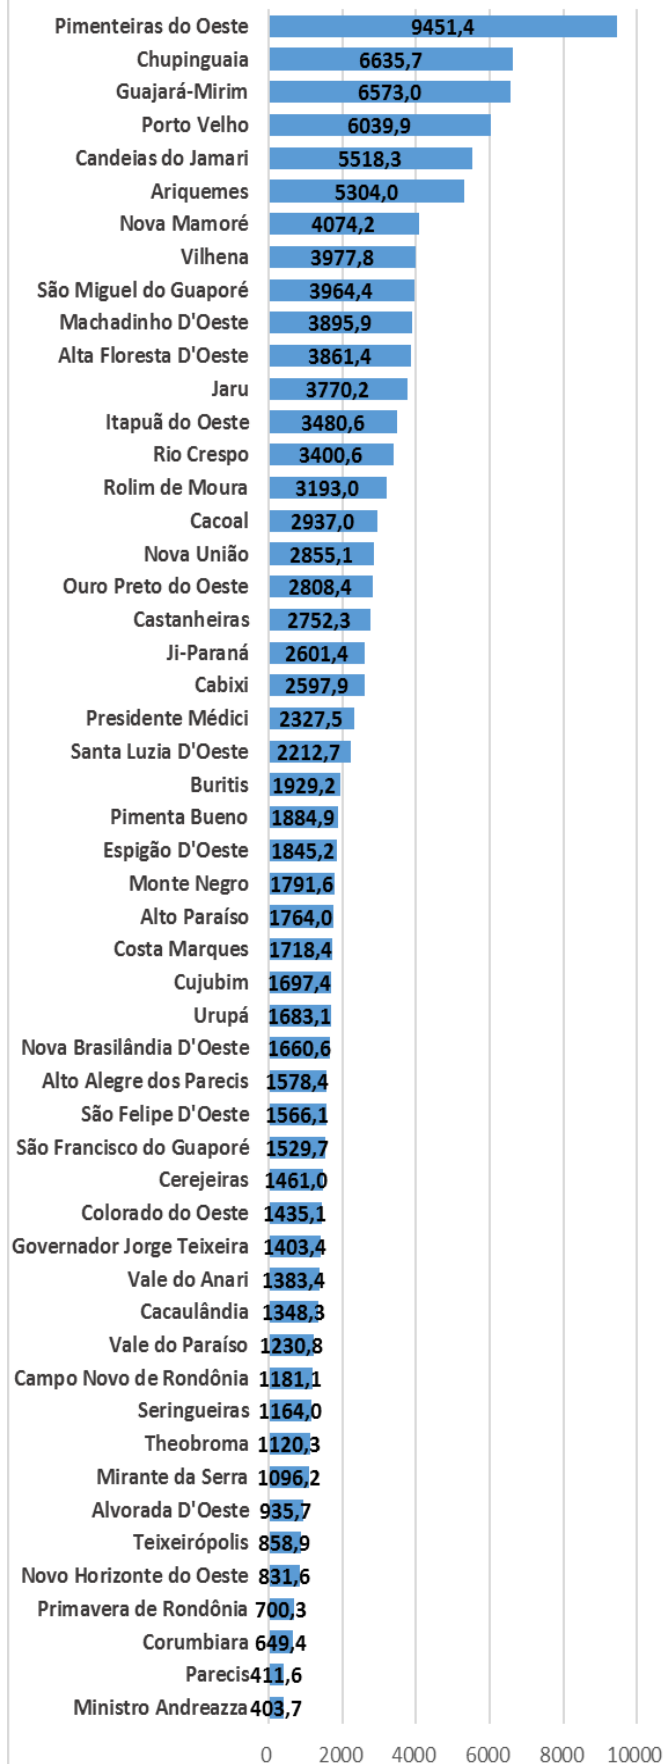 Pimenteiras do Oeste 9451,4
Chupinguaia 6635,7
Guajará-Mirim 6573,0
Porto Velho 6039,9
Candeias do Jamari 5518,3
Ariquemes 5304,0
Nova Mamoré 4074,2
Vilhena 3977,8
São Miguel do Guaporé 3964,4
Machadinho D'Oeste 3895,9
Alta Floresta D'Oeste 3861,4
Jaru 3770,2
Itapuã do Oeste 3480,6
Rio Crespo 3400,6
Rolim de Moura 3193,0
Cacoal 2937,0
Nova União 2855,1
Ouro Preto do Oeste 2808,4
Castanheiras 2752,3
Ji-Paraná 2601,4
Cabixi 2597,9
Presidente Médici 2327,5
Santa Luzia D'Oeste 2212,7
Buritis 1929,2
Pimenta Bueno 1884,9
Espigão D'Oeste 1845,2
Monte Negro 1791,6
Alto Paraíso 1764,0
Costa Marques 1718,4
Cujubim 1697,4
Urupá 1683,1
Nova Brasilândia D'Oeste 1660,6
Alto Alegre dos Parecis 1578,4
São Felipe D'Oeste 1566,1
São Francisco do Guaporé 1529,7
Cerejeiras 1461,0
Colorado do Oeste 1435,1
Governador Jorge Teixeira 1403,4
Vale do Anari 1383,4
Cacaulândia 1348,3
Vale do Paraíso 1230,8
Campo Novo de Rondônia 1181,1
Seringueiras 1164,0
Theobroma 1120,3
Mirante da Serra 1096,2
Alvorada D'Oeste 935,7
Teixeirópolis 858,9
Novo Horizonte do Oeste 831,6
Primavera de Rondônia 700,3
Corumbiara 649,4
Parecis 411,6
Ministro Andreazza 403,7
0 2000 4000 6000 8000 10000